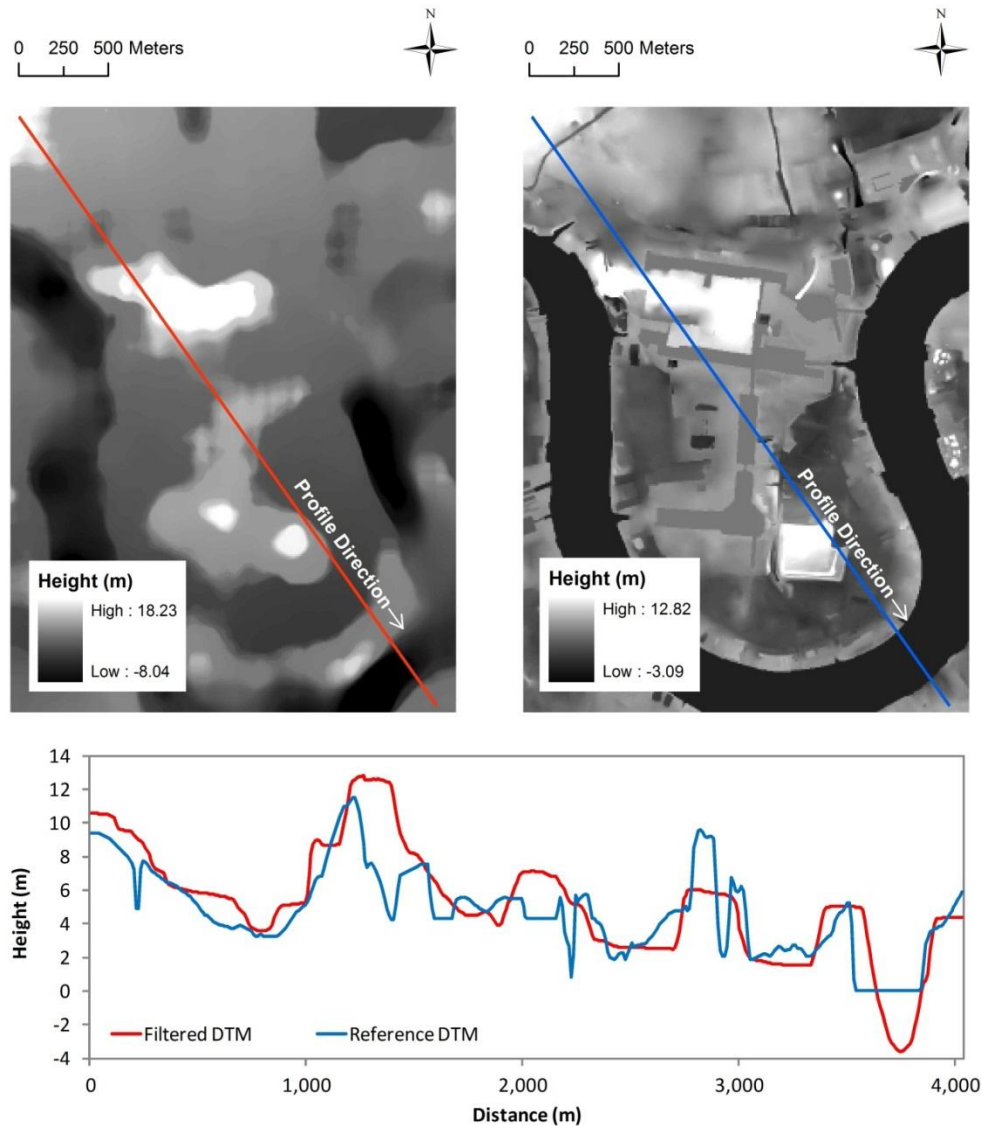 N
0 250 500 Meters
N
0 250 500 Meters
Profile Direction
Height (m)
High : 18.23
Low : -8.04
Profile Direction
Height (m)
High : 12.82
Low : -3.09
Height (m)
14
12
10
8
6
4
2
0
-2
-4
Filtered DTM
Reference DTM
0 1,000 2,000 3,000 4,000
Distance (m)